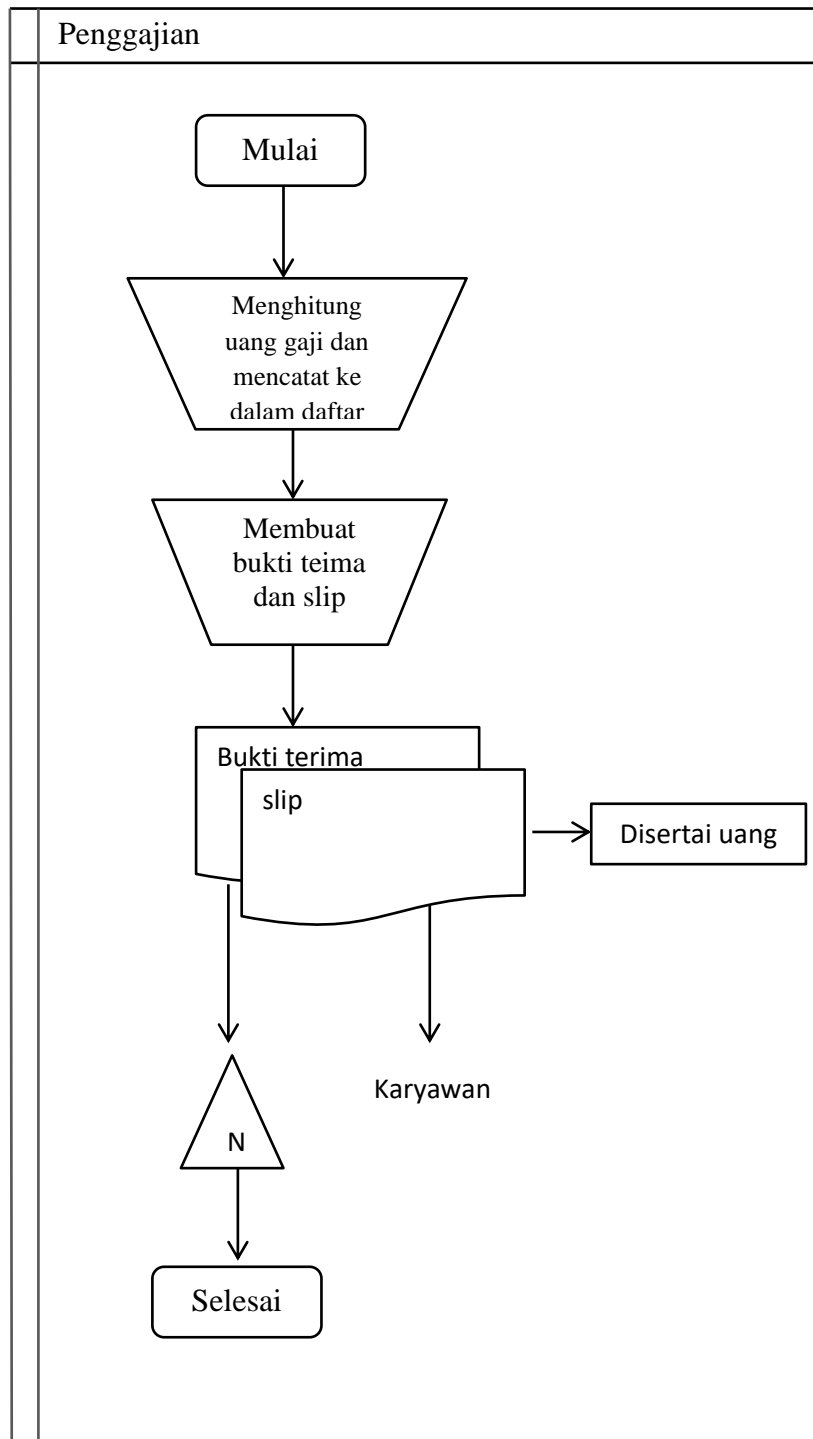 Penggajian
Mulai
Menghitung
uang gaji dan
mencatat ke
dalam daftar
Membuat
bukti teima
dan slip
Bukti terima
slip
Disertai uang
Karyawan
N
Selesai